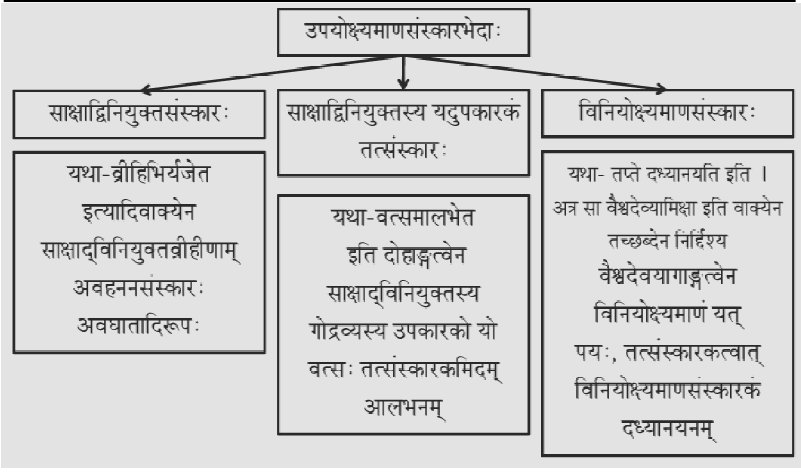 उपयोक्ष्यमाणसंस्कारभेदाः
साक्षाद्विनियुक्तसंस्कारः
यथा-व्रीहिभिर्यजेत
इत्यादिवाक्येन
साक्षाद्‌विनियुवतव्रीहीणाम्
अवहननसंस्कारः
अवघातादिरूपः
साक्षाद्विनियुक्तस्य यदुपकारकं
तत्संस्कारः
यथा-वत्समालभेत
इति दोहाङ्गत्वेन
साक्षाद्‌विनियुक्तस्य
गोद्रव्यस्य उपकारको यो
वत्सः तत्संस्कारकमिदम्
आलभनम्
विनियोक्ष्यमाणसंस्कारः
यथा- तप्ते दध्यानयति इति ।
अत्र सा वैश्वदेव्यामिक्षा इति वाक्येन
तच्छब्देन निर्द्दिश्य
वैश्वदेवयागाङ्गत्वेन
विनियोक्ष्यमाणं यत्
पयः, तत्संस्कारकत्वात्
विनियोक्ष्यमाणसंस्कारकं
दध्यानयनम्